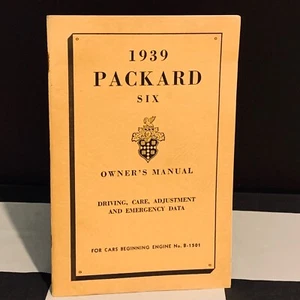 1939
PACKARD
SIX
OWNER'S MANUAL
DRIVING, CARE, ADJUSTMENT
AND EMERGENCY DATA
FOR CARS BEGINNING ENGINE No. B-1501